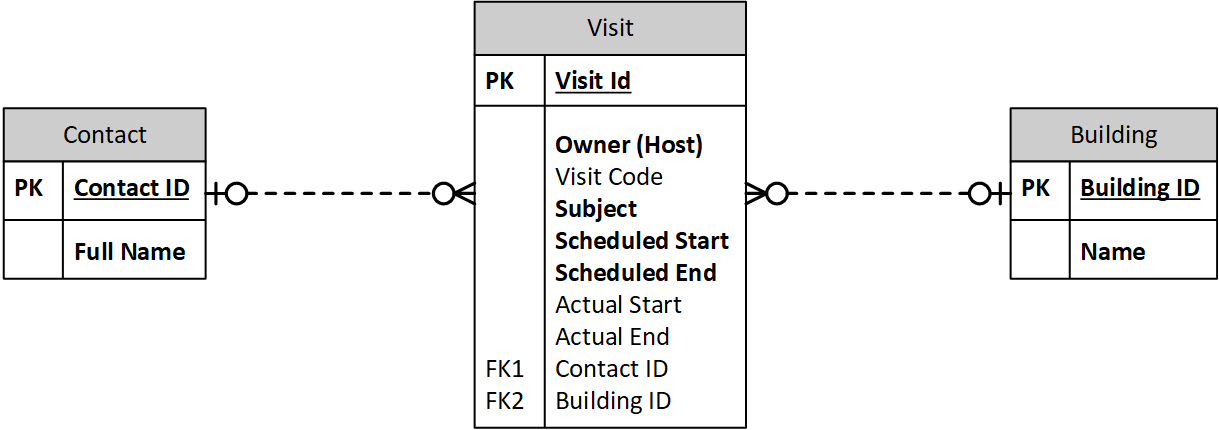 Contact
PK Contact ID
Full Name
Visit
PK Visit Id
Owner (Host)
Visit Code
Subject
Scheduled Start
Scheduled End
Actual Start
Actual End
FK1 Contact ID
FK2 Building ID
Building
PK Building ID
Name